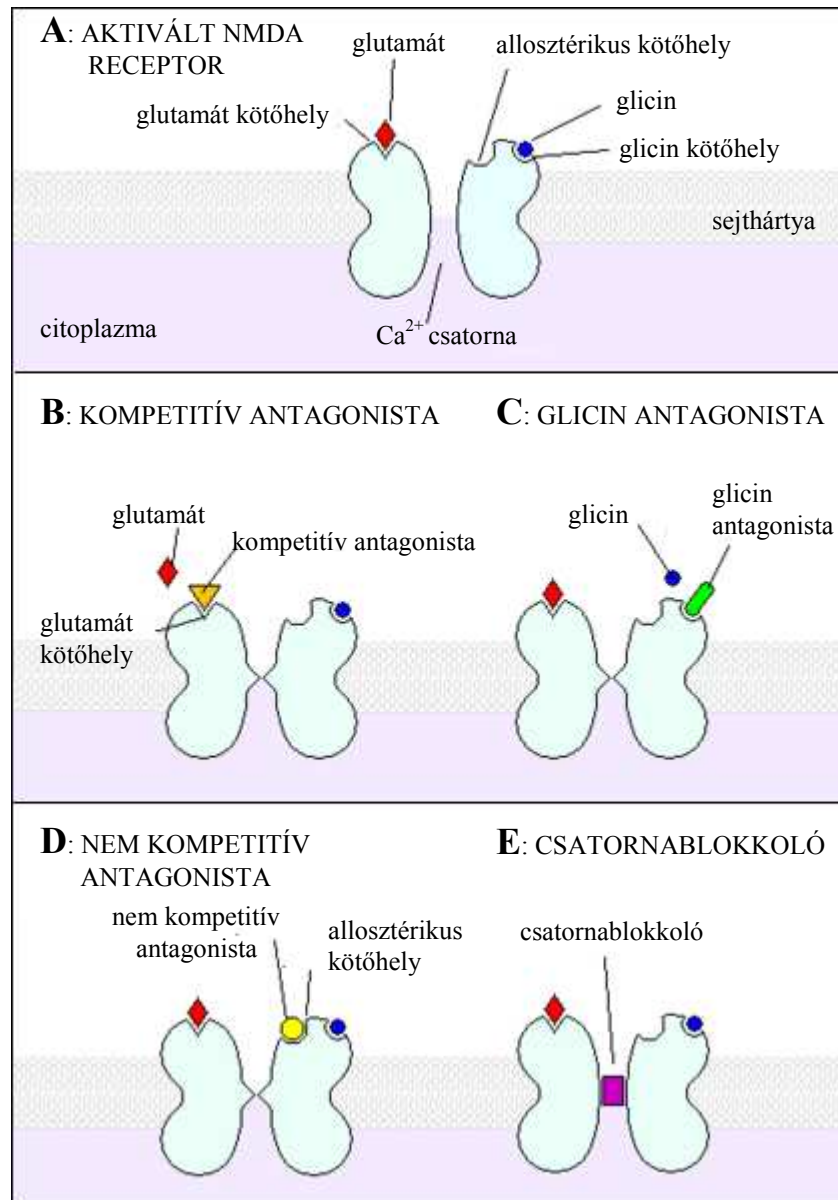 A: AKTIVÁLT NMDA
RECEPTOR
glutamát
allosztérikus kötőhely
glutamát kötőhely
glicin
glicin kötőhely
sejthártya
citoplazma
Ca²⁺ csatorna
B: KOMPETITÍV ANTAGONISTA
glutamát
kompetitív antagonista
glutamát
kötőhely
C: GLICIN ANTAGONISTA
glicin
glicin
antagonista
D: NEM KOMPETITÍV
ANTAGONISTA
nem kompetitív
antagonista
allosztérikus
kötőhely
E: CSATORNABLOKKOLÓ
csatornablokkoló